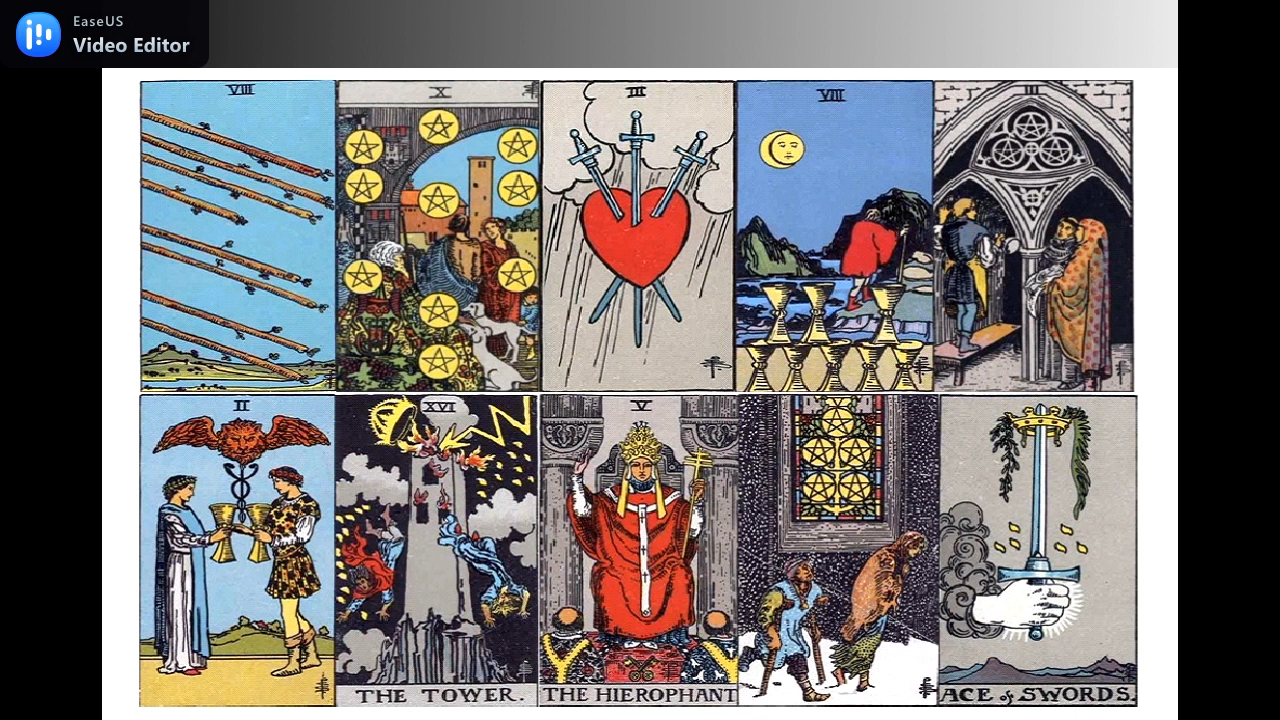 EaseUS
Video Editor
VIII
X
III
VIII
III
II
XVI
V
THE TOWER.
THE HIEROPHANT
ACE of SWORDS.